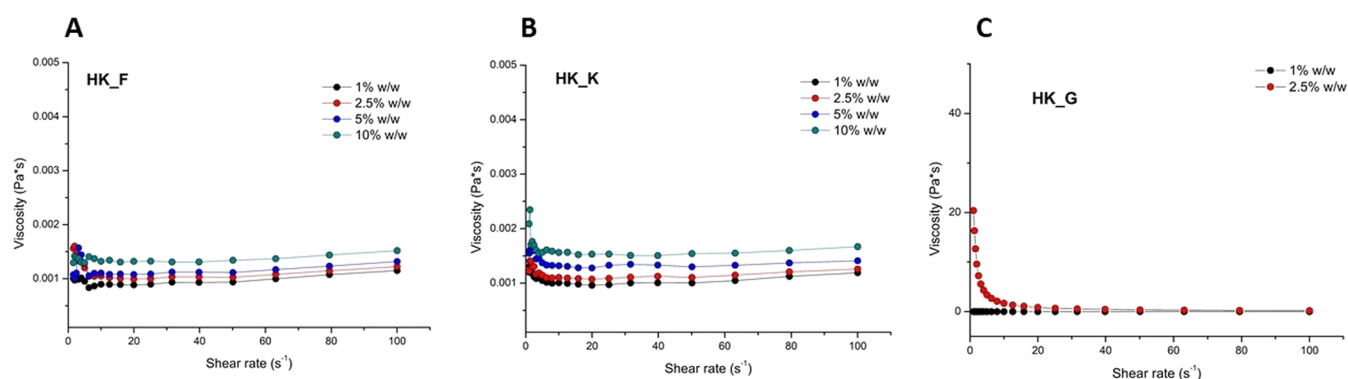 A
HK_F
1% w/w
2.5% w/w
5% w/w
10% w/w
0.005
0.004
0.003
0.002
0.001
Viscosity (Pa*s)
0 20 40 60 80 100
Shear rate (s⁻¹)
B
HK_K
1% w/w
2.5% w/w
5% w/w
10% w/w
0.005
0.004
0.003
0.002
0.001
Viscosity (Pa*s)
0 20 40 60 80 100
Shear rate (s⁻¹)
C
HK_G
1% w/w
2.5% w/w
40
20
0
Viscosity (Pa*s)
0 20 40 60 80 100
Shear rate (s⁻¹)